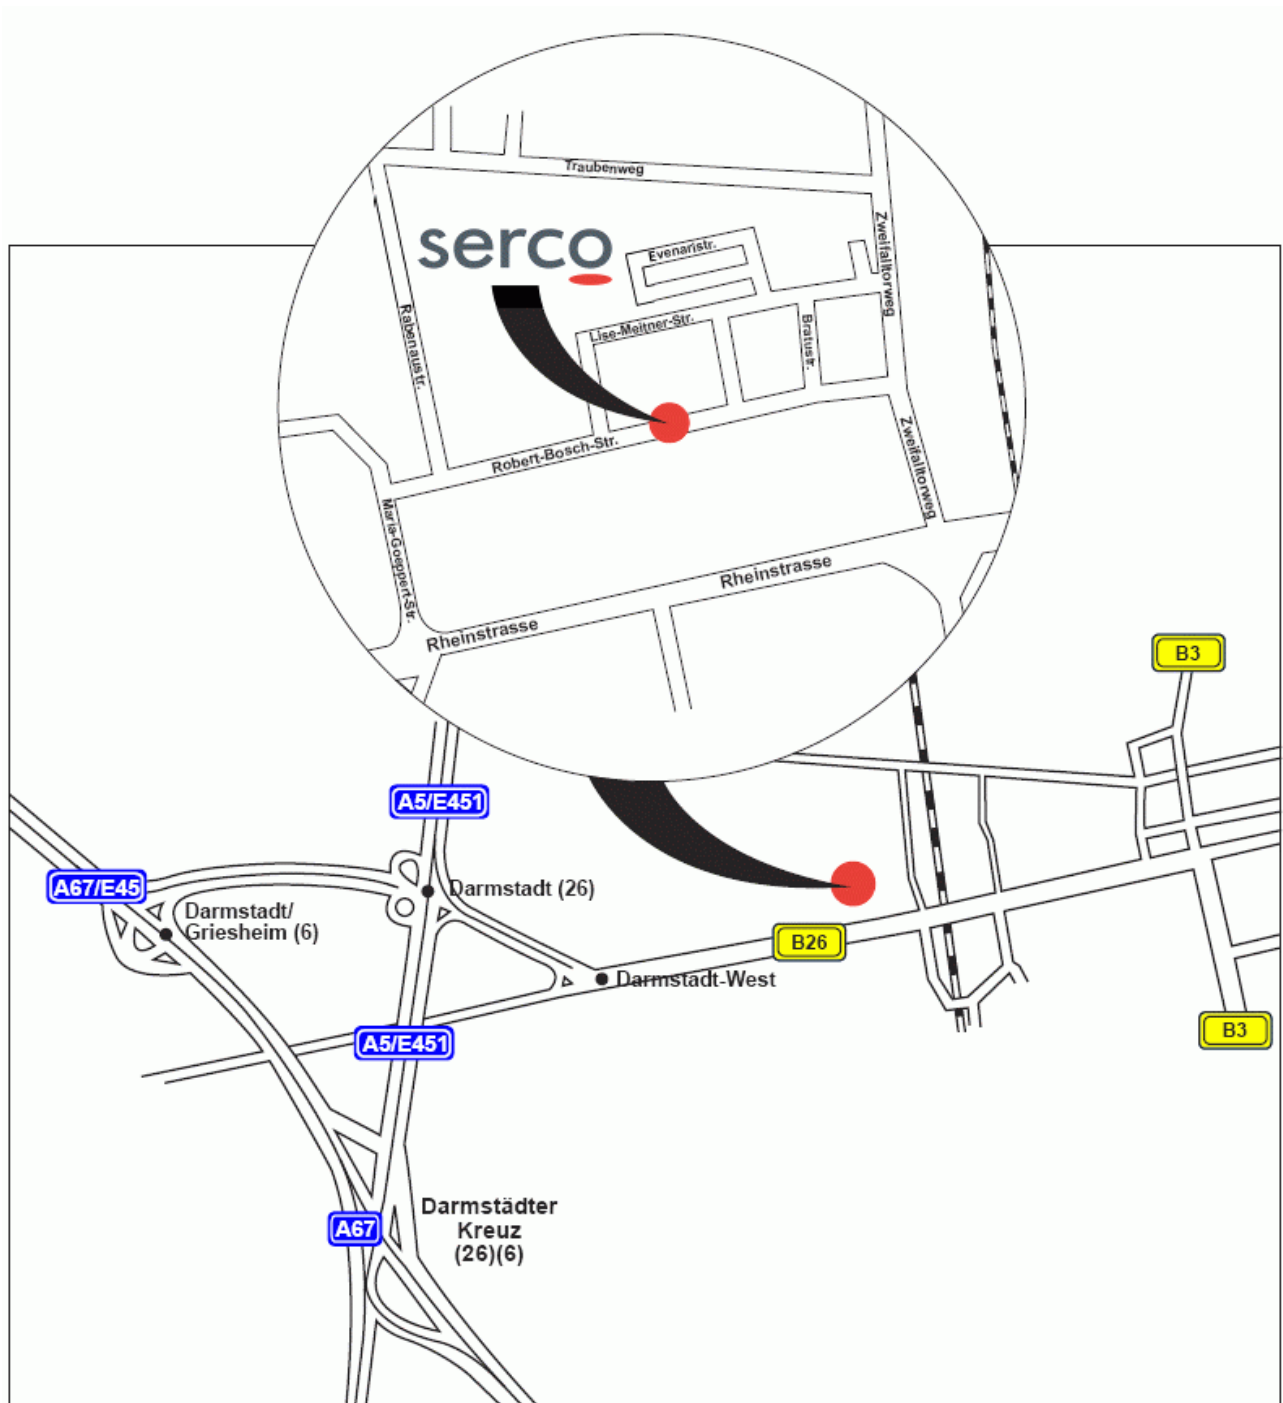 Traubenweg
serco
Evenaristr.
Zweifalltorweg
Lise-Meitner-Str.
Bratustr.
Rabenaustr.
Robert-Bosch-Str.
Zweifalltorweg
Maria-Goeppert-Str.
Rheinstrasse
Rheinstrasse
B3
A5/E451
A67/E45
Darmstadt (26)
Darmstadt/
Griesheim (6)
B26
Darmstadt-West
B3
A5/E451
Darmstädter
Kreuz
(26)(6)
A67